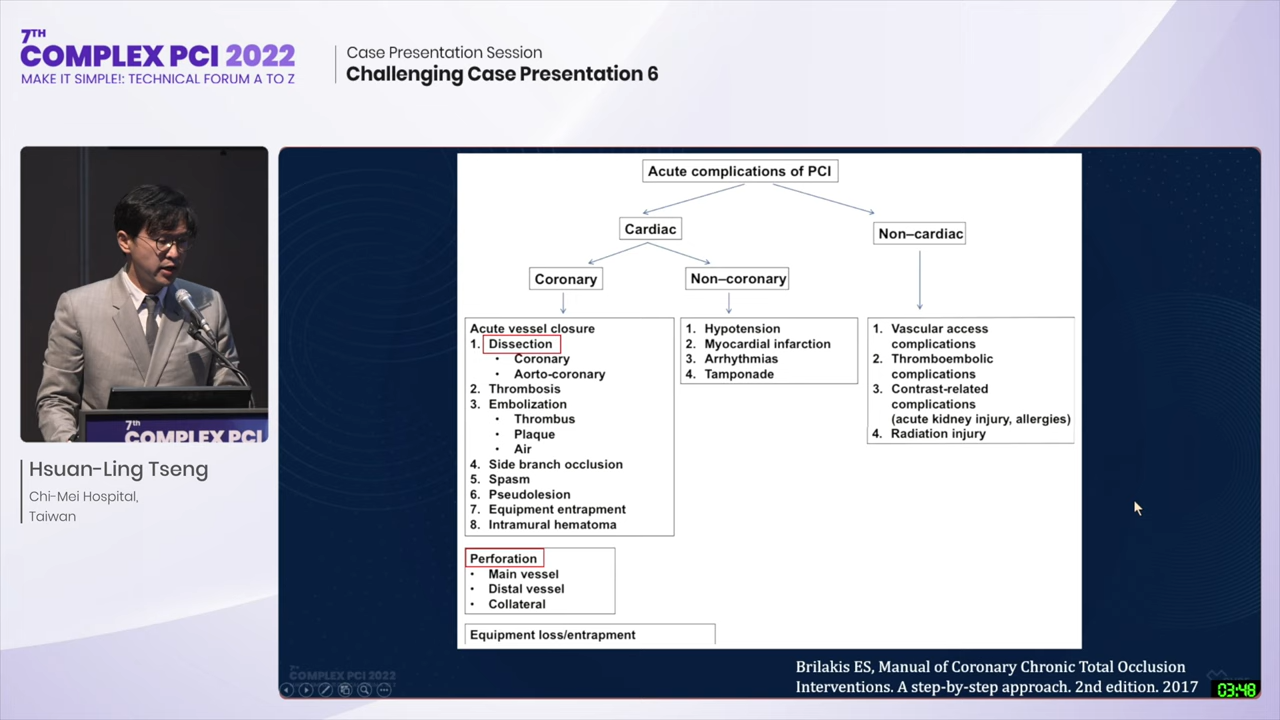 7TH
COMPLEX PCI 2022
MAKE IT SIMPLE!: TECHNICAL FORUM A TO Z
Case Presentation Session
Challenging Case Presentation 6
7th
COMPLEX PCI
Hsuan-Ling Tseng
Chi-Mei Hospital,
Taiwan
Acute complications of PCI
Cardiac
Non–cardiac
Coronary
Non–coronary
Acute vessel closure
1. Dissection
• Coronary
• Aorto-coronary
2. Thrombosis
3. Embolization
• Thrombus
• Plaque
• Air
4. Side branch occlusion
5. Spasm
6. Pseudolesion
7. Equipment entrapment
8. Intramural hematoma
Perforation
• Main vessel
• Distal vessel
• Collateral
Equipment loss/entrapment
1. Hypotension
2. Myocardial infarction
3. Arrhythmias
4. Tamponade
1. Vascular access
complications
2. Thromboembolic
complications
3. Contrast-related
complications
(acute kidney injury, allergies)
4. Radiation injury
Brilakis ES, Manual of Coronary Chronic Total Occlusion
Interventions. A step-by-step approach. 2nd edition. 2017
COMPLEX PCI 2022
03:48